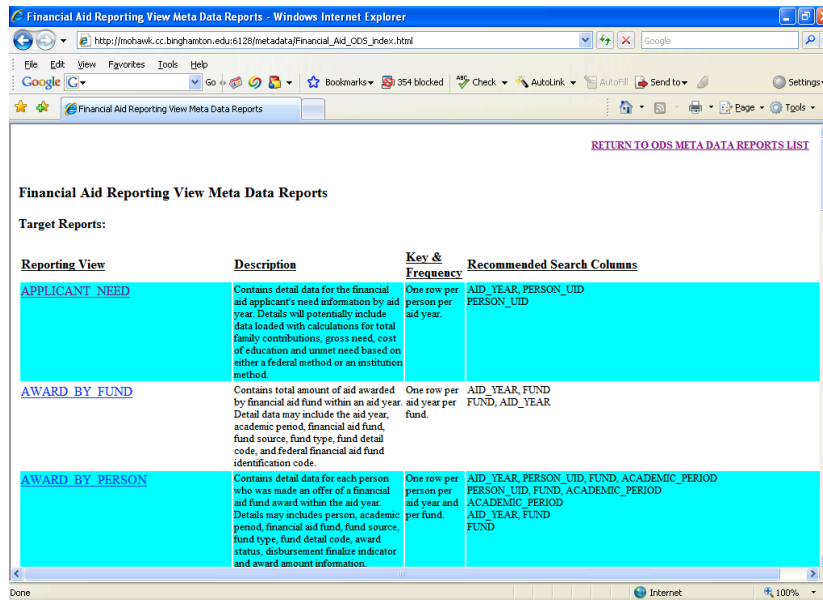 Financial Aid Reporting View Meta Data Reports - Windows Internet Explorer
http://mohawk.cc.binghamton.edu:6128/metadata/Financial_Aid_ODS_index.html
Google
File Edit View Favorites Tools Help
Google G Go Bookmarks 354 blocked Check AutoLink AutoFill Send to Settings
Financial Aid Reporting View Meta Data Reports
Page Tools
RETURN TO ODS META DATA REPORTS LIST
Financial Aid Reporting View Meta Data Reports
Target Reports:
Reporting View Description Key & Frequency Recommended Search Columns
APPLICANT_NEED
Contains detail data for the financial
aid applicant's need information by aid
year. Details will potentially include
data loaded with calculations for total
family contributions, gross need, cost
of education and unmet need based on
either a federal method or an institution
method.
One row per
person per
aid year.
AID_YEAR, PERSON_UID
PERSON_UID
AWARD_BY_FUND
Contains total amount of aid awarded
by financial aid fund within an aid year.
Detail data may include the aid year,
academic period, financial aid fund,
fund source, fund type, fund detail
code, and federal financial aid fund
identification code.
One row per
aid year per
fund.
AID_YEAR, FUND
FUND, AID_YEAR
AWARD_BY_PERSON
Contains detail data for each person
who was made an offer of a financial
aid fund award within the aid year.
Details may includes person, academic
period, financial aid fund, fund source,
fund type, fund detail code, award
status, disbursement finalize indicator
and award amount information.
One row per
person per
aid year and
per fund.
AID_YEAR, PERSON_UID, FUND, ACADEMIC_PERIOD
PERSON_UID, FUND, ACADEMIC_PERIOD
ACADEMIC_PERIOD
AID_YEAR, FUND
FUND
Done Internet 100%